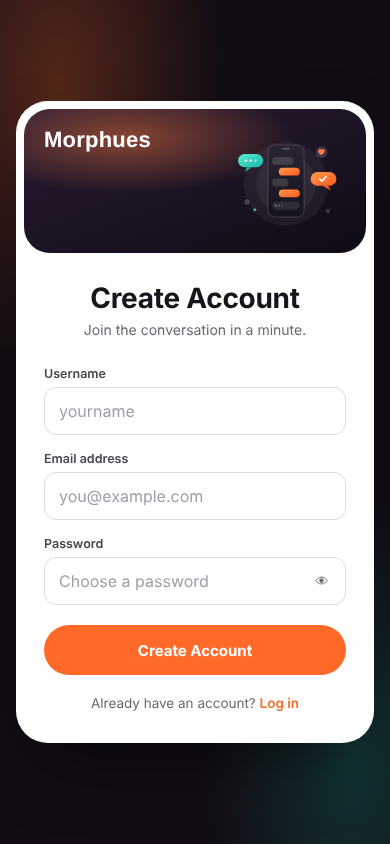 Morphues
Create Account
Join the conversation in a minute.
Username
yourname
Email address
you@example.com
Password
Choose a password
Create Account
Already have an account? Log in